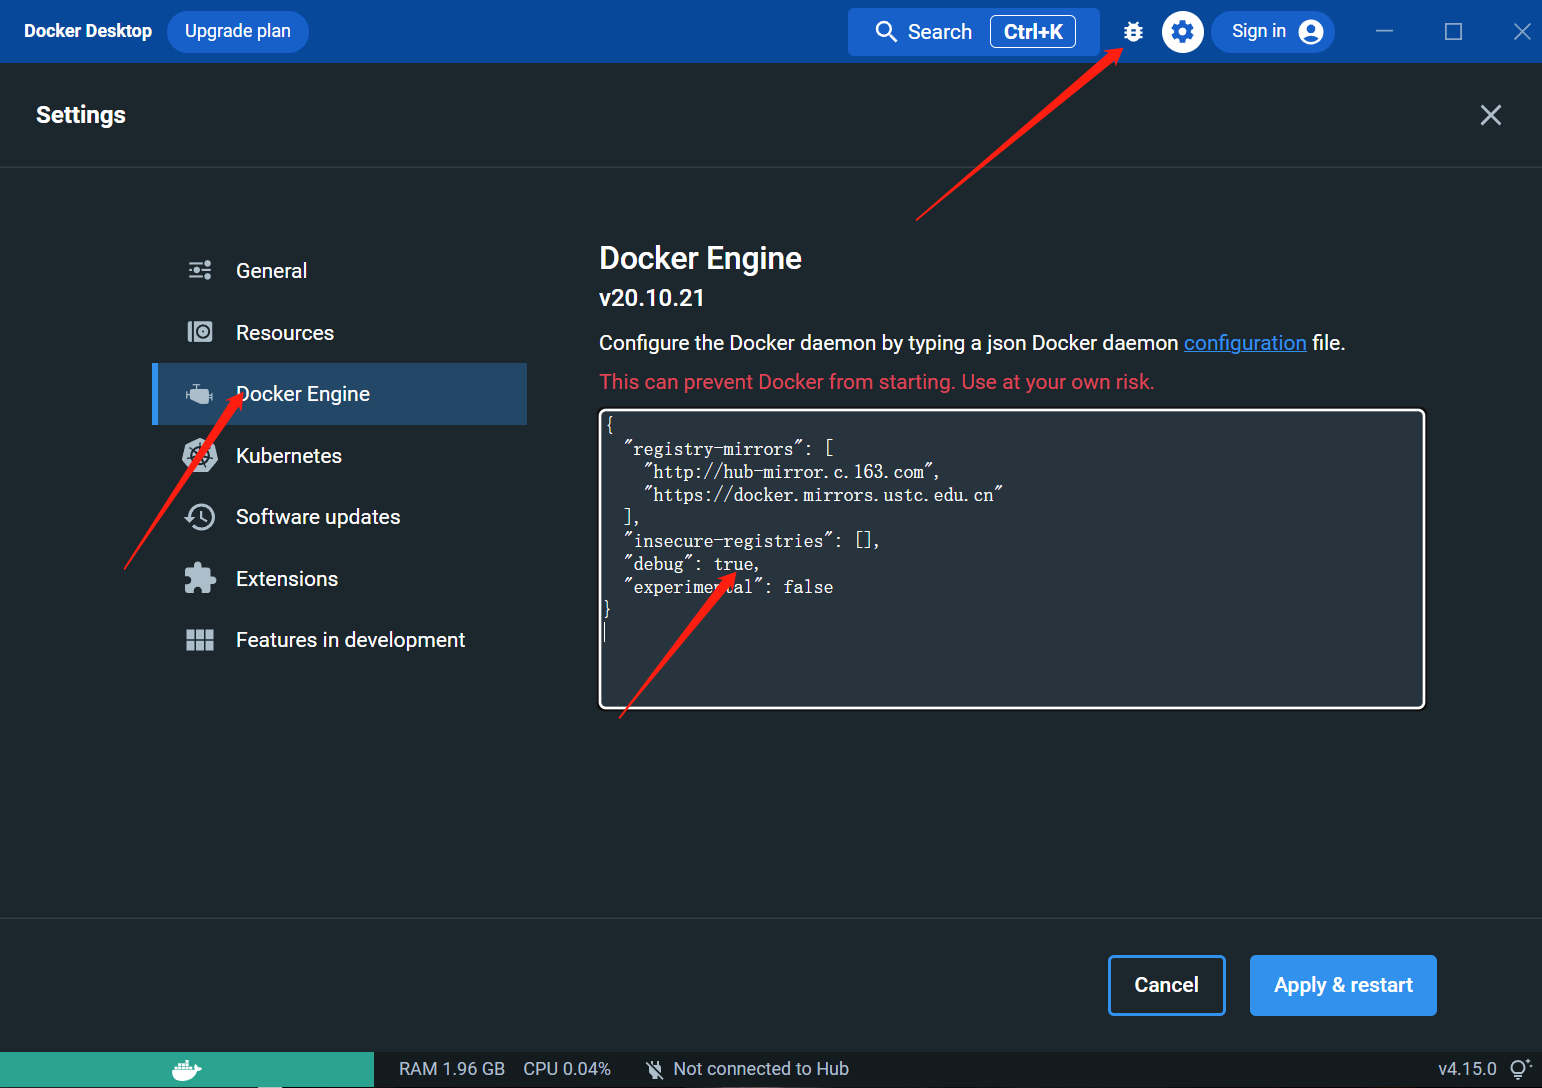 Docker Desktop
Upgrade plan
Search
Ctrl+K
Sign in
Settings
General
Resources
Docker Engine
Kubernetes
Software updates
Extensions
Features in development
Docker Engine
v20.10.21
Configure the Docker daemon by typing a json Docker daemon configuration file.
This can prevent Docker from starting. Use at your own risk.
{
"registry-mirrors": [
"http://hub-mirror.c.163.com",
"https://docker.mirrors.ustc.edu.cn"
],
"insecure-registries": [],
"debug": true,
"experimental": false
}
Cancel
Apply & restart
RAM 1.96 GB
CPU 0.04%
Not connected to Hub
v4.15.0